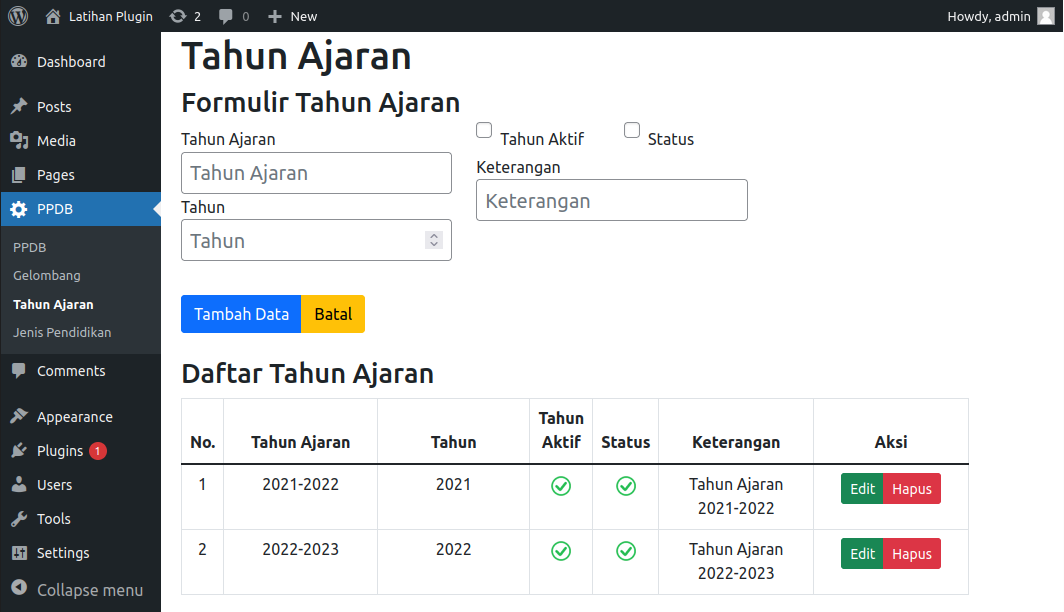 Latihan Plugin 2 0 New Howdy, admin
Dashboard
Posts
Media
Pages
PPDB
PPDB
Gelombang
Tahun Ajaran
Jenis Pendidikan
Comments
Appearance
Plugins 1
Users
Tools
Settings
Collapse menu
Tahun Ajaran
Formulir Tahun Ajaran
Tahun Ajaran
Tahun Ajaran
Tahun
Tahun
Tahun Aktif Status
Keterangan
Keterangan
Tambah Data Batal
Daftar Tahun Ajaran
No. Tahun Ajaran Tahun Tahun Aktif Status Keterangan Aksi
1 2021-2022 2021 Tahun Ajaran 2021-2022 Edit Hapus
2 2022-2023 2022 Tahun Ajaran 2022-2023 Edit Hapus